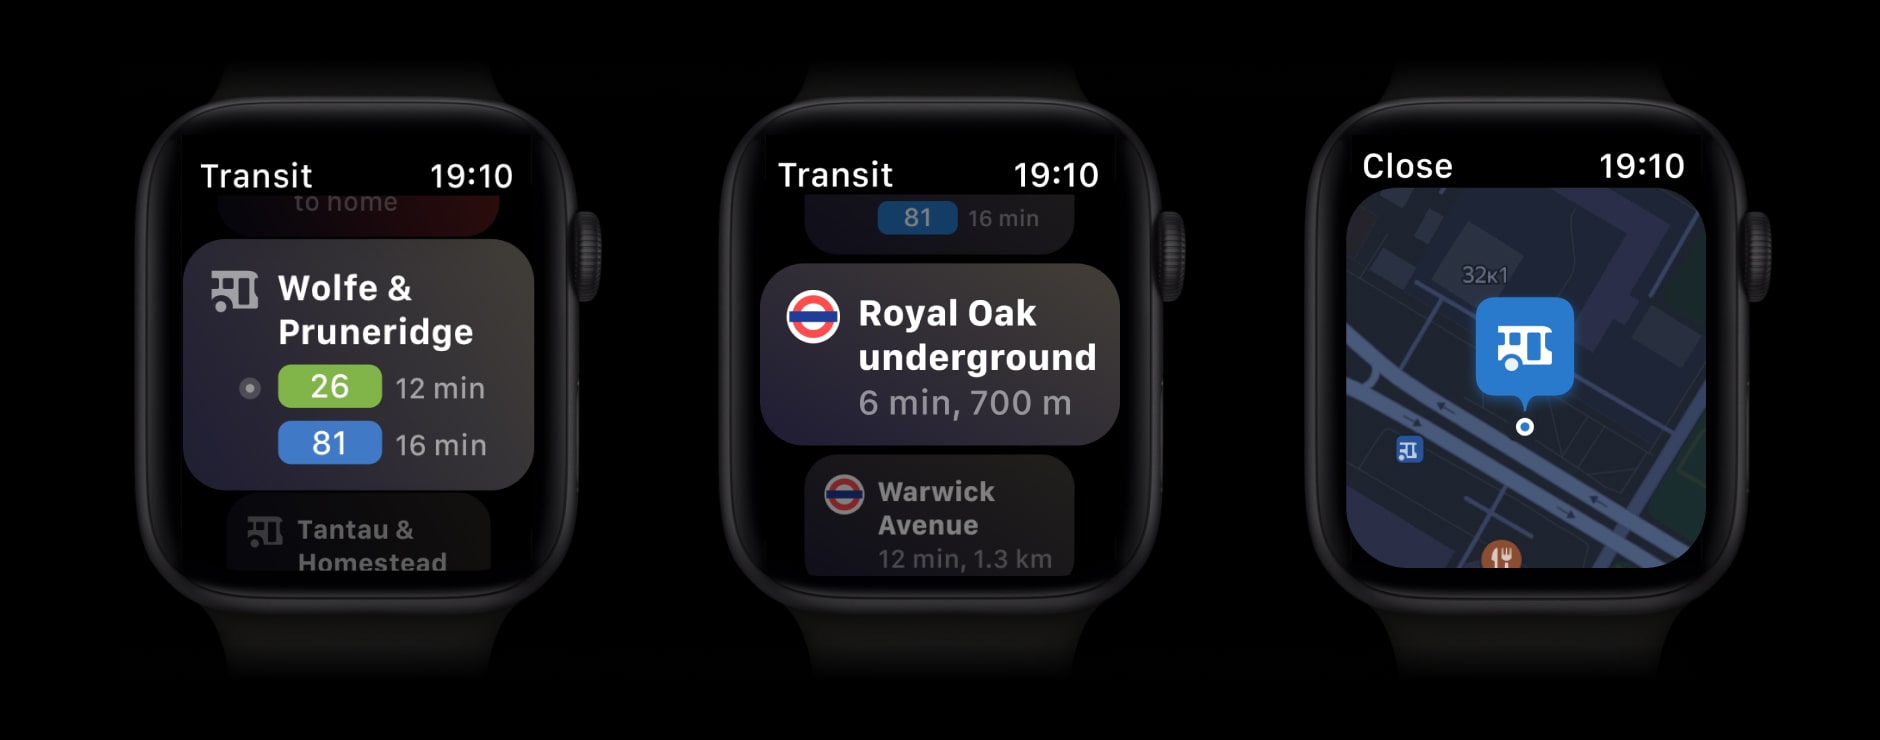 Transit 19:10
to home
Wolfe &
Pruneridge
26 12 min
81 16 min
Tantau &
Homestead
Transit 19:10
81 16 min
Royal Oak
underground
6 min, 700 m
Warwick
Avenue
12 min, 1.3 km
Close 19:10
32к1